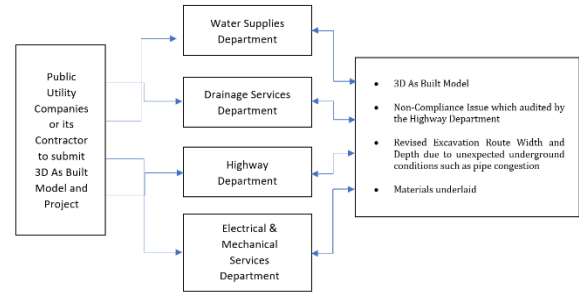 Public
Utility
Companies
or its
Contractor
to submit
3D As Built
Model and
Project
Water Supplies
Department
Drainage Services
Department
Highway
Department
Electrical &
Mechanical
Services
Department
• 3D As Built Model
• Non-Compliance Issue which audited by
the Highway Department
• Revised Excavation Route Width and
Depth due to unexpected underground
conditions such as pipe congestion
• Materials underlaid